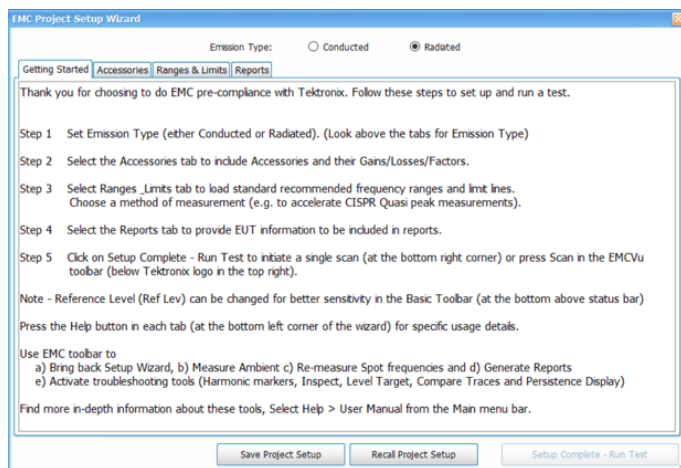 EMC Project Setup Wizard
Emission Type: Conducted Radiated
Getting Started Accessories Ranges & Limits Reports
Thank you for choosing to do EMC pre-compliance with Tektronix. Follow these steps to set up and run a test.
Step 1 Set Emission Type (either Conducted or Radiated). (Look above the tabs for Emission Type)
Step 2 Select the Accessories tab to include Accessories and their Gains/Losses/Factors.
Step 3 Select Ranges _Limits tab to load standard recommended frequency ranges and limit lines.
Choose a method of measurement (e.g. to accelerate CISPR Quasi peak measurements).
Step 4 Select the Reports tab to provide EUT information to be included in reports.
Step 5 Click on Setup Complete - Run Test to initiate a single scan (at the bottom right corner) or press Scan in the EMCVu
toolbar (below Tektronix logo in the top right).
Note - Reference Level (Ref Lev) can be changed for better sensitivity in the Basic Toolbar (at the bottom above status bar)
Press the Help button in each tab (at the bottom left corner of the wizard) for specific usage details.
Use EMC toolbar to
a) Bring back Setup Wizard, b) Measure Ambient c) Re-measure Spot frequencies and d) Generate Reports
e) Activate troubleshooting tools (Harmonic markers, Inspect, Level Target, Compare Traces and Persistence Display)
Find more in-depth information about these tools, Select Help > User Manual from the Main menu bar.
Save Project Setup Recall Project Setup Setup Complete - Run Test